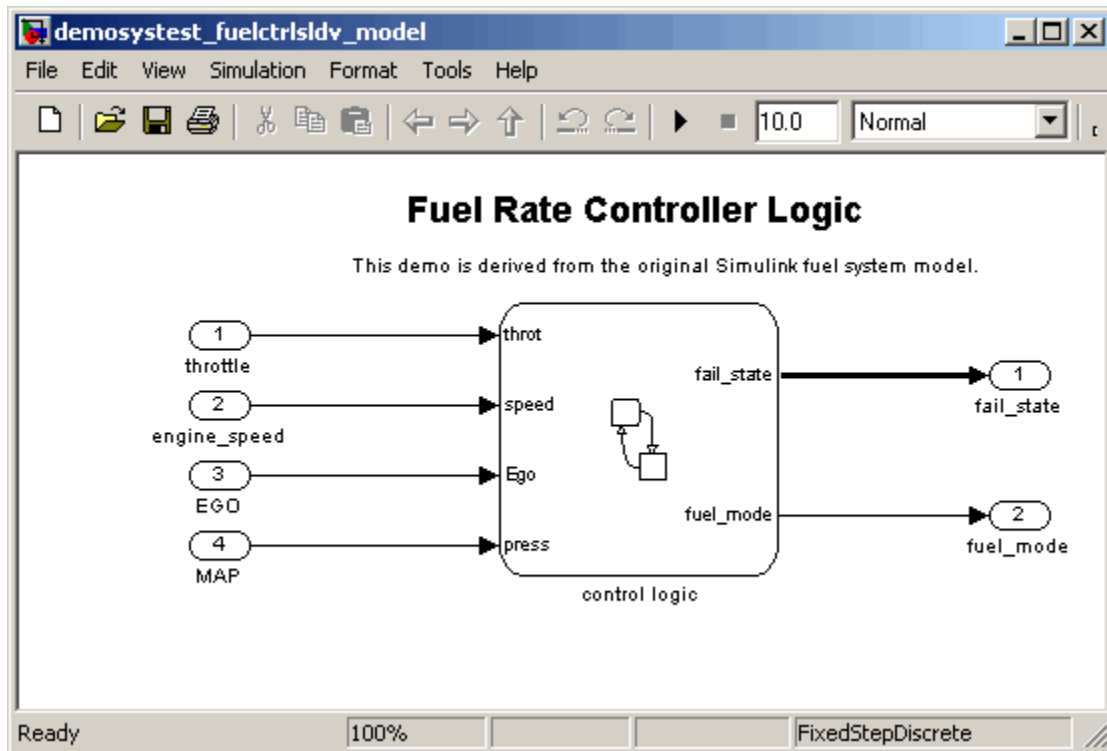 demosystest_fuelctrlsldv_model
File Edit View Simulation Format Tools Help
10.0 Normal
Fuel Rate Controller Logic
This demo is derived from the original Simulink fuel system model.
1 throt
throttle
fail_state 1
fail_state
2 speed
engine_speed
3 Ego
EGO
fuel_mode 2
fuel_mode
4 press
MAP
control logic
Ready 100% FixedStepDiscrete